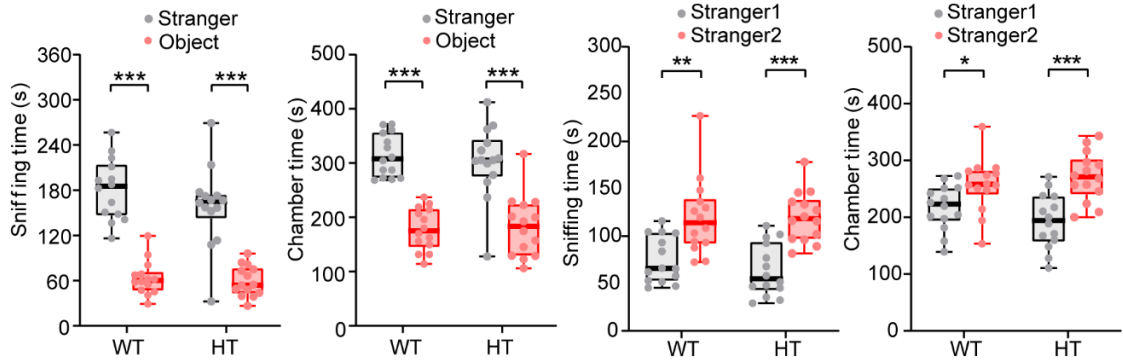 Stranger
Object
Sniffing time (s)
360
300
240
180
120
60
0
***
***
WT
HT
Stranger
Object
Chamber time (s)
500
400
300
200
100
0
***
***
WT
HT
Stranger1
Stranger2
Sniffing time (s)
300
250
200
150
100
50
0
**
***
WT
HT
Stranger1
Stranger2
Chamber time (s)
500
400
300
200
100
0
*
***
WT
HT